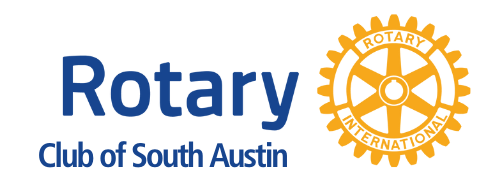 Rotary
Club of South Austin
ROTARY
INTERNATIONAL